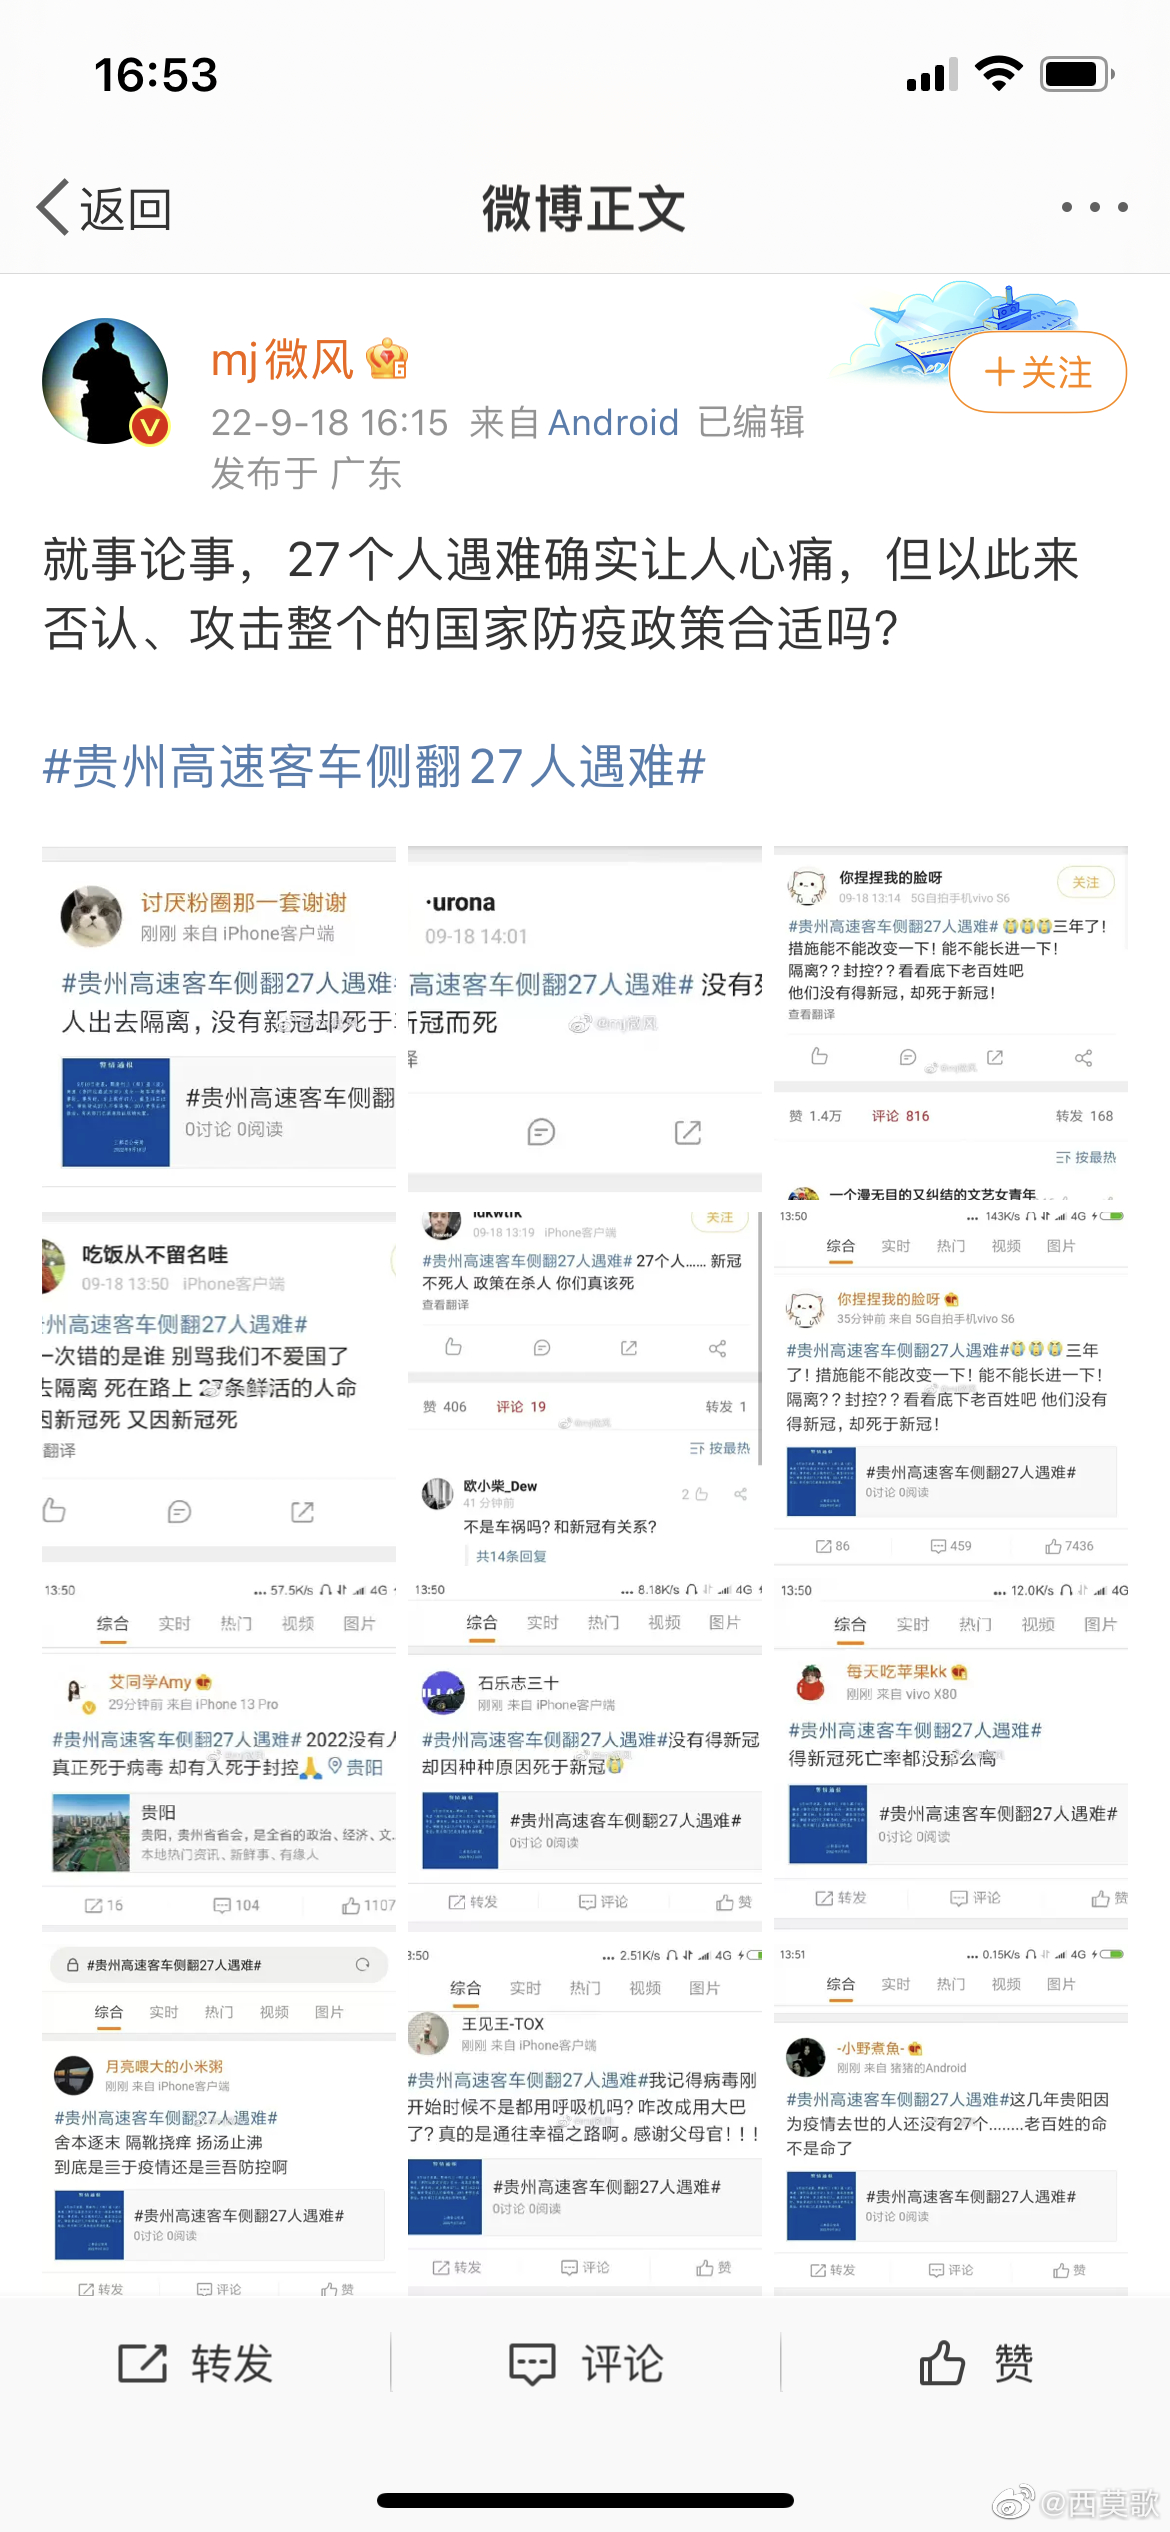 16:53
返回
微博正文
mj微风
+关注
22-9-18 16:15 来自 Android 已编辑
发布于 广东
就事论事，27个人遇难确实让人心痛，但以此来
否认、攻击整个的国家防疫政策合适吗?
#贵州高速客车侧翻27人遇难#
讨厌粉圈那一套谢谢
刚刚 来自 iPhone客户端
#贵州高速客车侧翻27人遇难
人出去隔离，没有新冠却死于
警情通报
#贵州高速客车侧翻
0讨论 0阅读
·urona
09-18 14:01
高速客车侧翻27人遇难# 没有
新冠而死
@mj微风
你捏捏我的脸呀
关注
09-18 13:14 5G自拍手机vivo S6
#贵州高速客车侧翻27人遇难# 三年了!
措施能不能改变一下! 能不能长进一下!
隔离?? 封控?? 看看底下老百姓吧
他们没有得新冠，却死于新冠!
查看翻译
赞 1.4万 评论 816 转发 168
按最热
一个漫无目的又纠结的文艺女青年
吃饭从不留名哇
09-18 13:50 iPhone客户端
州高速客车侧翻27人遇难#
一次错的是谁 别骂我们不爱国了
去隔离 死在路上 27条鲜活的人命
因新冠死 又因新冠死
翻译
关注
09-18 13:19 iPhone客户端
#贵州高速客车侧翻27人遇难# 27个人...... 新冠
不死人 政策在杀人 你们真该死
查看翻译
赞 406 评论 19 转发 1
按最热
欧小柴_Dew
2
41 分钟前
不是车祸吗? 和新冠有关系?
共14条回复
13:50 143K/s 4G
综合 实时 热门 视频 图片
你捏捏我的脸呀
35分钟前 来自 5G自拍手机vivo S6
#贵州高速客车侧翻27人遇难#三年
了! 措施能不能改变一下! 能不能长进一下!
隔离?? 封控?? 看看底下老百姓吧 他们没有
得新冠，却死于新冠!
#贵州高速客车侧翻27人遇难#
0讨论 0阅读
86 459 7436
13:50 57.5K/s 4G
综合 实时 热门 视频 图片
艾同学Amy
29分钟前 来自 iPhone 13 Pro
#贵州高速客车侧翻27人遇难# 2022没有人
真正死于病毒 却有人死于封控 贵阳
贵阳
贵阳，贵州省省会，是全省的政治、经济、文...
本地热门资讯、新鲜事、有缘人
16 104 1107
13:50 8.18K/s 4G
综合 实时 热门 视频 图片
石乐志三十
刚刚 来自 iPhone客户端
#贵州高速客车侧翻27人遇难#没有得新冠
却因种种原因死于新冠
#贵州高速客车侧翻27人遇难#
0讨论 0阅读
转发 评论 赞
13:50 12.0K/s 4G
综合 实时 热门 视频 图片
每天吃苹果kk
刚刚 来自 vivo X80
#贵州高速客车侧翻27人遇难#
得新冠死亡率都没那么高
#贵州高速客车侧翻27人遇难#
0讨论 0阅读
转发 评论 赞
#贵州高速客车侧翻27人遇难#
综合 实时 热门 视频 图片
月亮喂大的小米粥
刚刚 来自 iPhone客户端
#贵州高速客车侧翻27人遇难#
舍本逐末 隔靴挠痒 扬汤止沸
到底是亖于疫情还是亖吾防控啊
#贵州高速客车侧翻27人遇难#
0讨论 0阅读
转发 评论 赞
3:50 2.51K/s 4G
综合 实时 热门 视频 图片
王见王-TOX
刚刚 来自 iPhone客户端
#贵州高速客车侧翻27人遇难#我记得病毒刚
开始时候不是都用呼吸机吗? 咋改成用大巴
了? 真的是通往幸福之路啊。感谢父母官!!!
#贵州高速客车侧翻27人遇难#
0讨论 0阅读
转发 评论 赞
13:51 0.15K/s 4G
综合 实时 热门 视频 图片
-小野煮魚-
刚刚 来自 猪猪的Android
#贵州高速客车侧翻27人遇难#这几年贵阳因
为疫情去世的人还没有27个........老百姓的命
不是命了
#贵州高速客车侧翻27人遇难#
0讨论 0阅读
转发 评论 赞
转发 评论 赞
@西莫歌